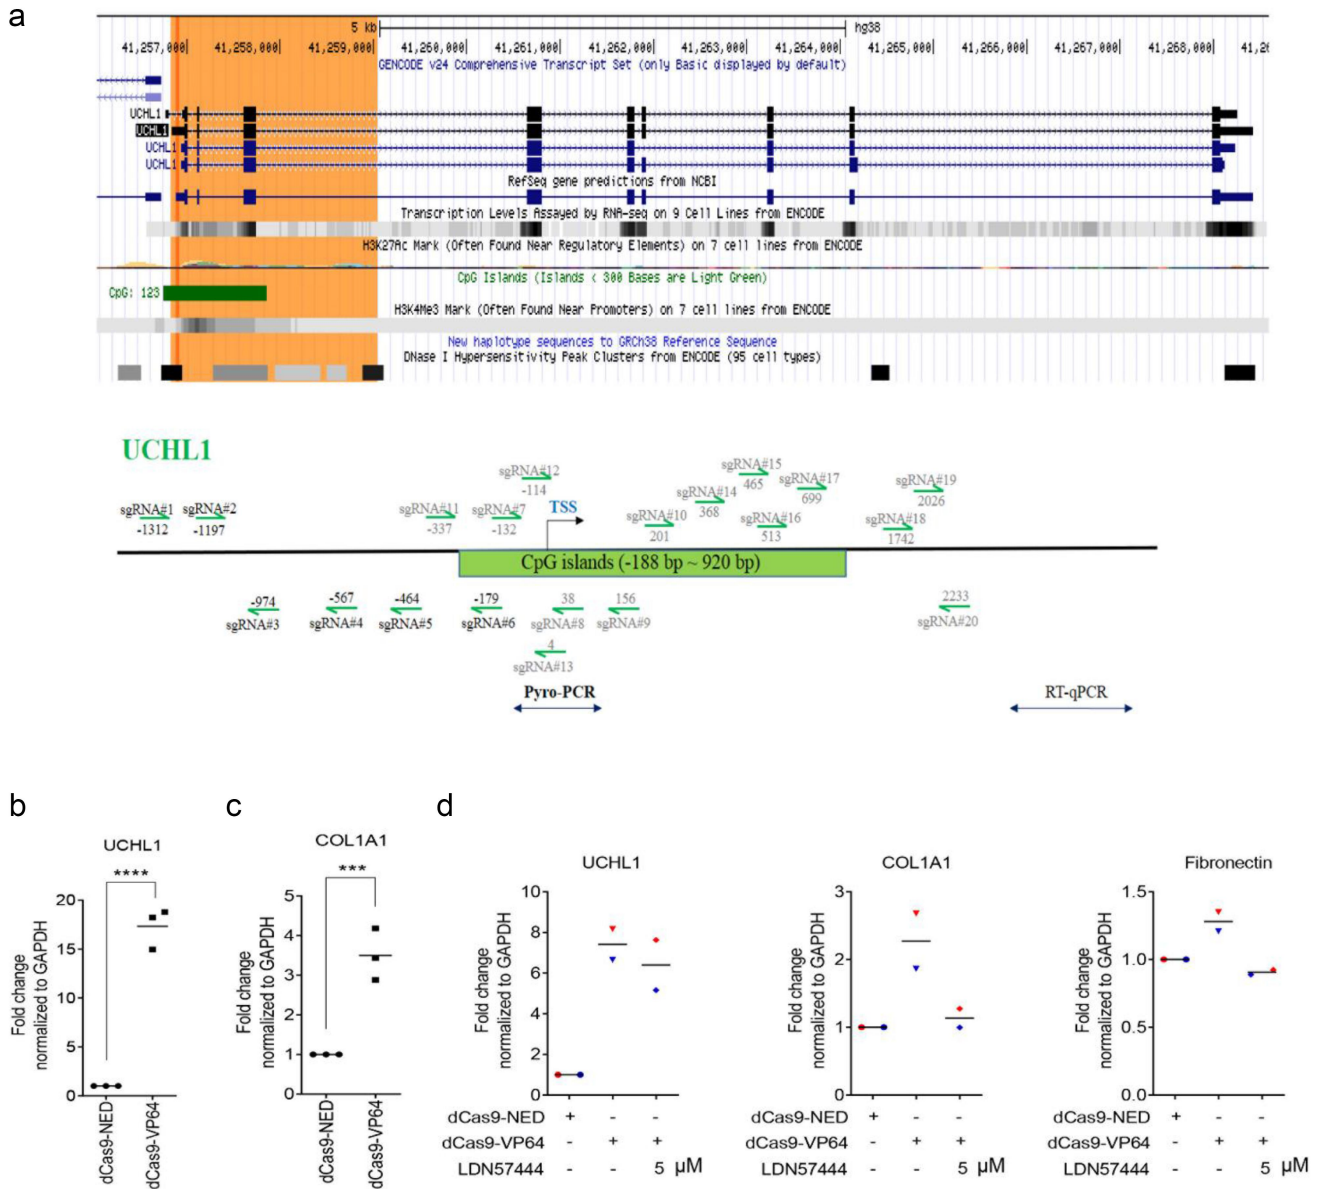 a
5 kb hg38
41,257,000 41,258,000 41,259,000 41,260,000 41,261,000 41,262,000 41,263,000 41,264,000 41,265,000 41,266,000 41,267,000 41,268,000 41,26
GENCODE v24 Comprehensive Transcript Set (only Basic displayed by default)
UCHL1
UCHL1
UCHL1
UCHL1
RefSeq gene predictions from NCBI
Transcription Levels Assayed by RNA-seq on 9 Cell Lines from ENCODE
H3K27Ac Mark (Often Found Near Regulatory Elements) on 7 cell lines from ENCODE
CpG Islands (Islands < 300 Bases are Light Green)
CpG: 123
H3K4Me3 Mark (Often Found Near Promoters) on 7 cell lines from ENCODE
New haplotype sequences to GRCh38 Reference Sequence
DNase I Hypersensitivity Peak Clusters from ENCODE (95 cell types)
UCHL1
sgRNA#12
-114
sgRNA#15
465
sgRNA#17
699
sgRNA#19
2026
sgRNA#14
368
sgRNA#1
-1312
sgRNA#2
-1197
sgRNA#11
-337
sgRNA#7
-132
TSS
sgRNA#10
201
sgRNA#16
513
sgRNA#18
1742
CpG islands (-188 bp ~ 920 bp)
-974
sgRNA#3
-567
sgRNA#4
-464
sgRNA#5
-179
sgRNA#6
38
sgRNA#8
156
sgRNA#9
2233
sgRNA#20
4
sgRNA#13
Pyro-PCR
RT-qPCR
b
UCHL1
****
Fold change
normalized to GAPDH
20
15
10
5
0
dCas9-NED
dCas9-VP64
c
COL1A1
***
Fold change
normalized to GAPDH
5
4
3
2
1
0
dCas9-NED
dCas9-VP64
d
UCHL1
Fold change
normalized to GAPDH
10
8
6
4
2
0
dCas9-NED + - -
dCas9-VP64 - + +
LDN57444 - - 5 µM
COL1A1
Fold change
normalized to GAPDH
3
2
1
0
dCas9-NED + - -
dCas9-VP64 - + +
LDN57444 - - 5 µM
Fibronectin
Fold change
normalized to GAPDH
1.5
1.0
0.5
0.0
dCas9-NED + - -
dCas9-VP64 - + +
LDN57444 - - 5 µM